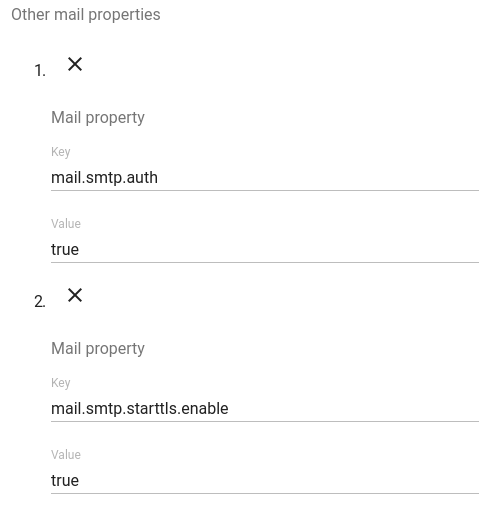 Other mail properties
1.
Mail property
Key
mail.smtp.auth
Value
true
2.
Mail property
Key
mail.smtp.starttls.enable
Value
true